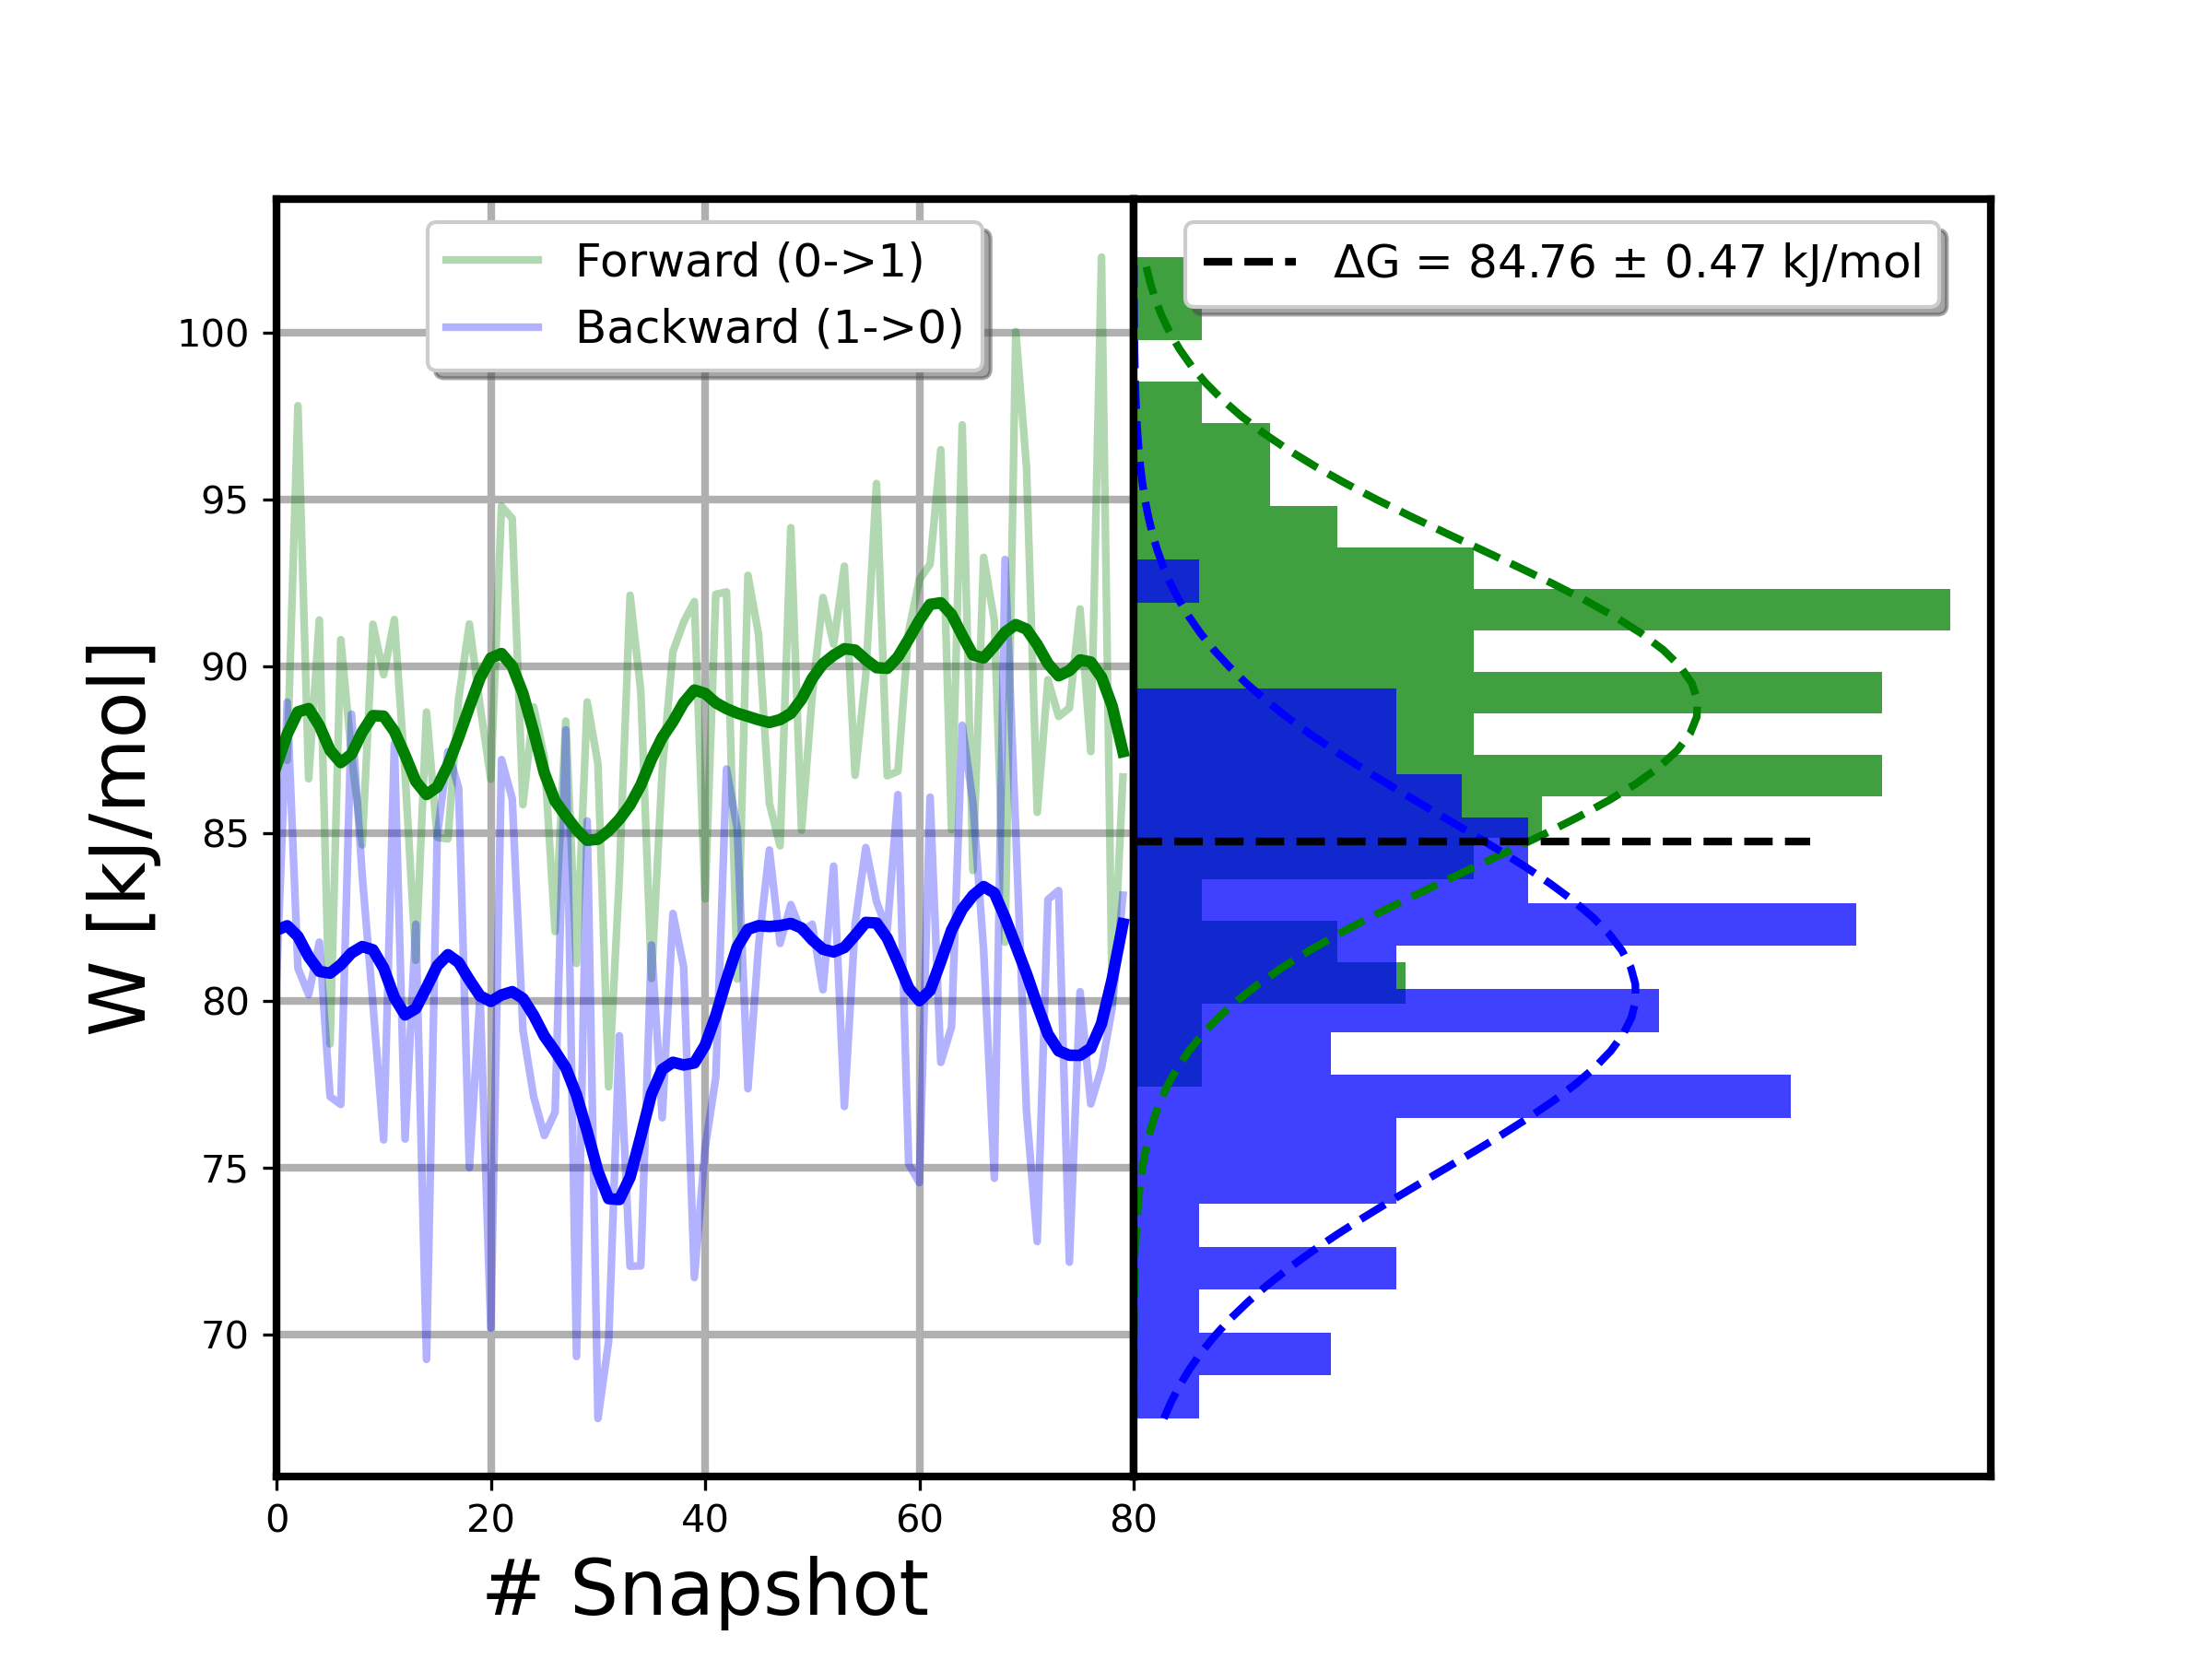 Forward (0->1)
Backward (1->0)
ΔG = 84.76 ± 0.47 kJ/mol
W [kJ/mol]
100
95
90
85
80
75
70
0 20 40 60 80
# Snapshot